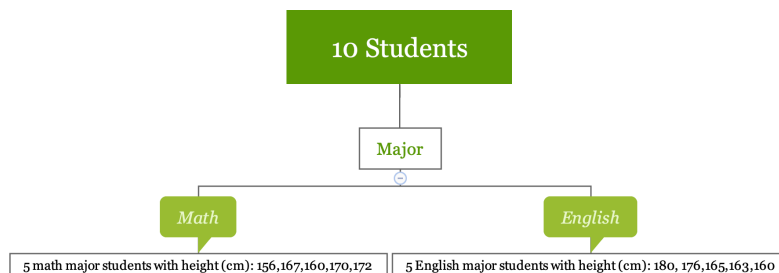 10 Students
Major
Math
English
5 math major students with height (cm): 156,167,160,170,172
5 English major students with height (cm): 180, 176,165,163,160